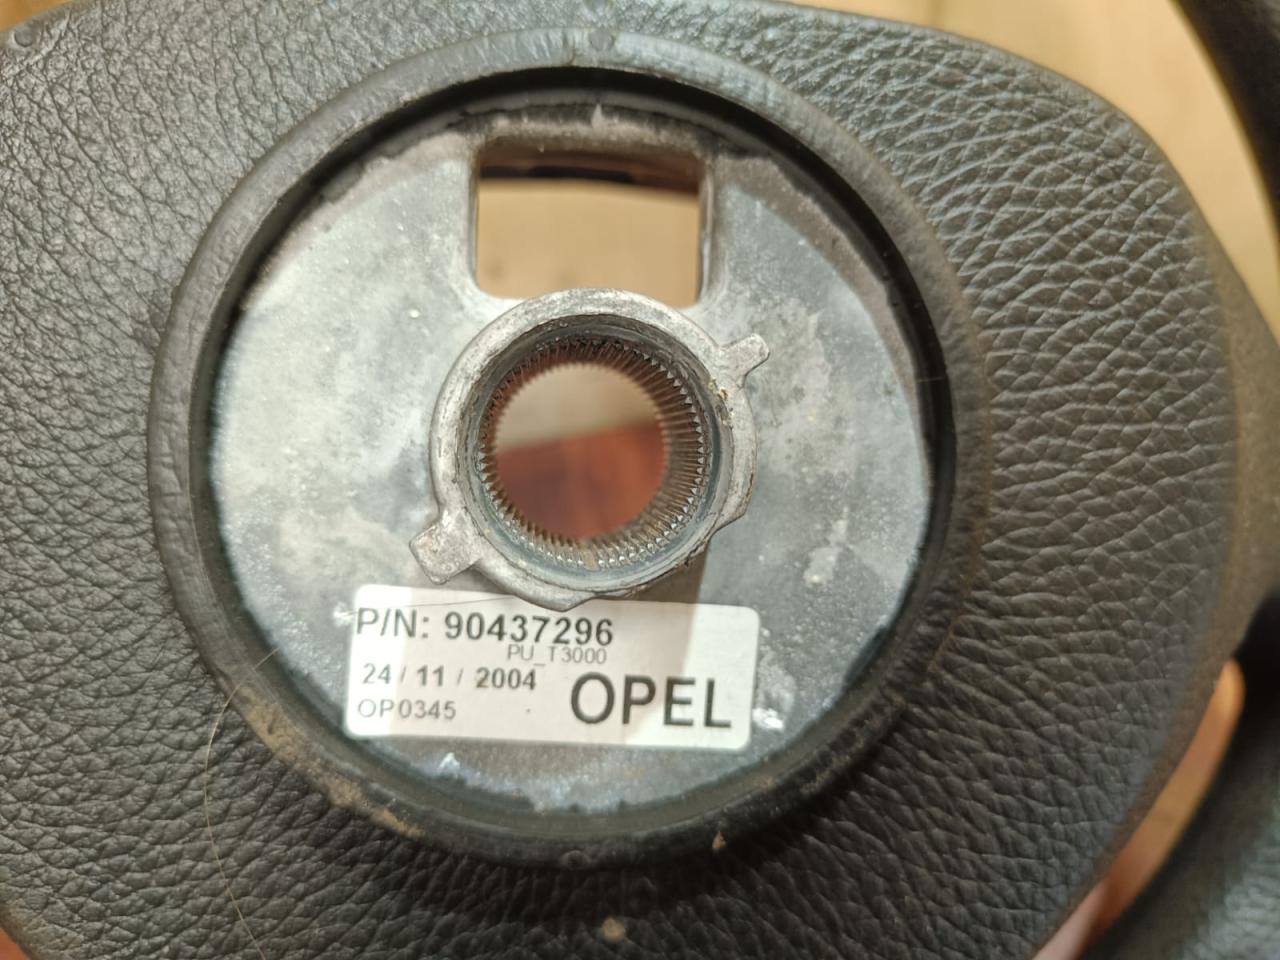 P/N: 90437296
PU_T3000
24 / 11 / 2004
OP0345
OPEL